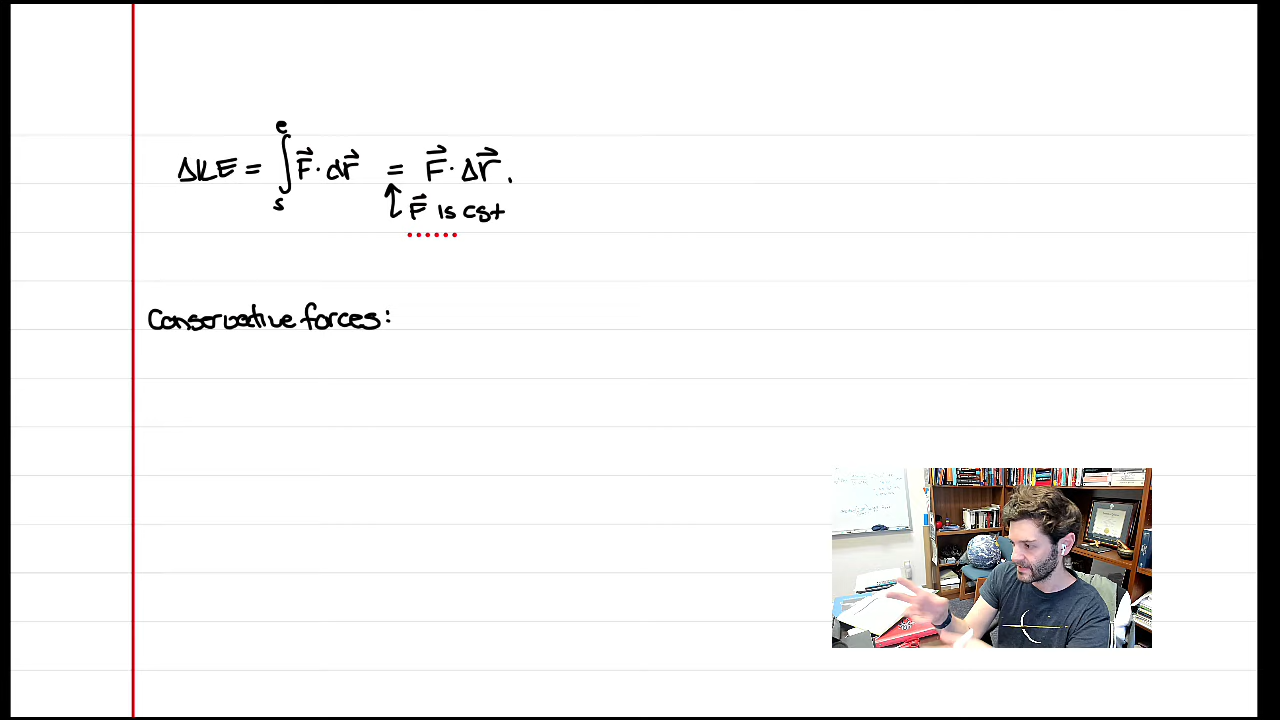 ΔKE = ∫ₛᵉ F⃗ · dr⃗ = F⃗ · Δr⃗.
F⃗ is cst
Conservative forces: